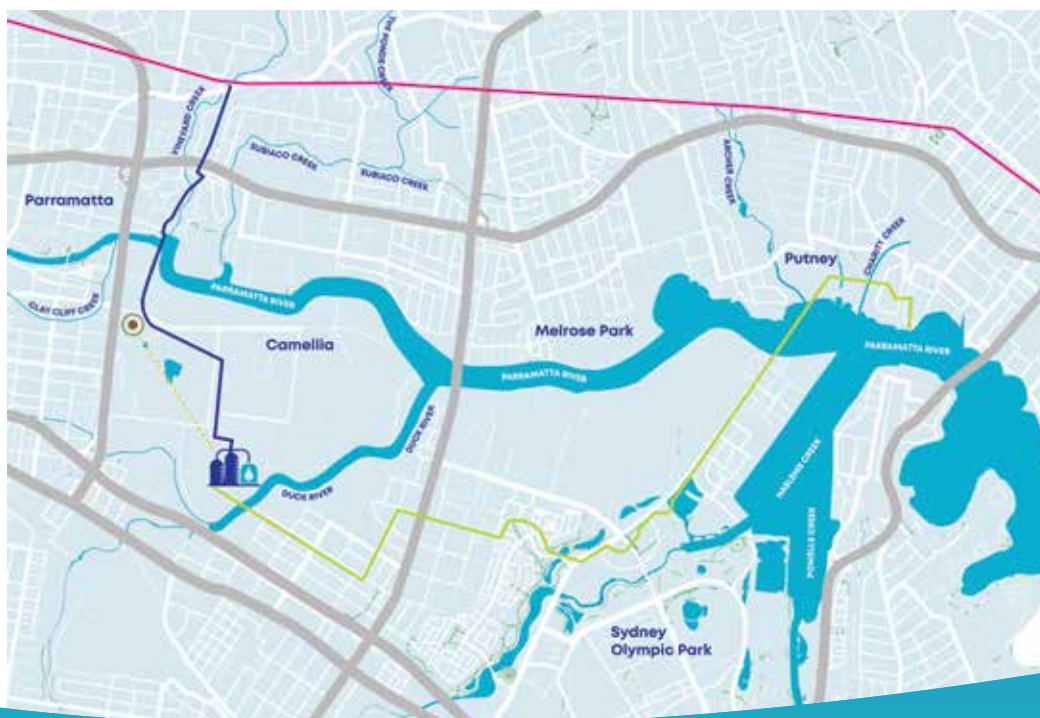 THE PONDS CREEK
VINEYARD CREEK
SUBIACO CREEK
SUBIACO CREEK
ARCHER CREEK
Parramatta
CHARITY CREEK
Putney
CLAY CLIFF CREEK
PARRAMATTA RIVER
Camellia
Melrose Park
PARRAMATTA RIVER
PARRAMATTA RIVER
DUCK RIVER
DUCK RIVER
HASLAMS CREEK
POWELLS CREEK
Sydney
Olympic Park